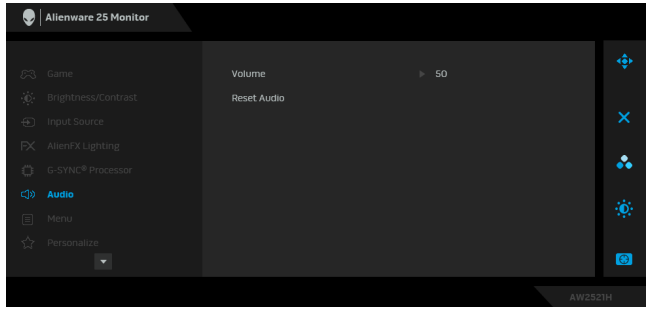 Alienware 25 Monitor
Game
Volume 50
Brightness/Contrast
Reset Audio
Input Source
FX AlienFX Lighting
G-SYNC® Processor
Audio
Menu
Personalize
AW2521H